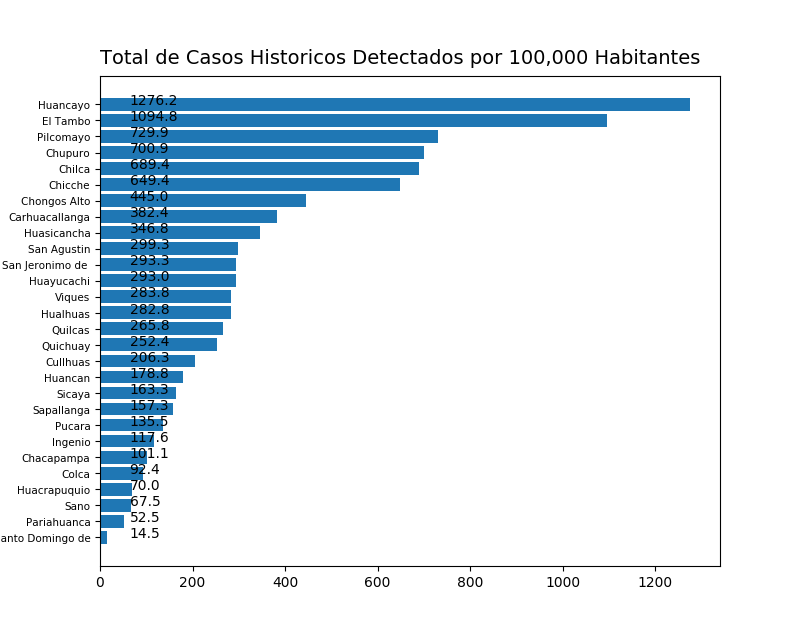 Total de Casos Historicos Detectados por 100,000 Habitantes
Huancayo 1276.2
El Tambo 1094.8
Pilcomayo 729.9
Chupuro 700.9
Chilca 689.4
Chicche 649.4
Chongos Alto 445.0
Carhuacallanga 382.4
Huasicancha 346.8
San Agustin 299.3
San Jeronimo de 293.3
Huayucachi 293.0
Viques 283.8
Hualhuas 282.8
Quilcas 265.8
Quichuay 252.4
Cullhuas 206.3
Huancan 178.8
Sicaya 163.3
Sapallanga 157.3
Pucara 135.5
Ingenio 117.6
Chacapampa 101.1
Colca 92.4
Huacrapuquio 70.0
Sano 67.5
Pariahuanca 52.5
anto Domingo de 14.5
0 200 400 600 800 1000 1200